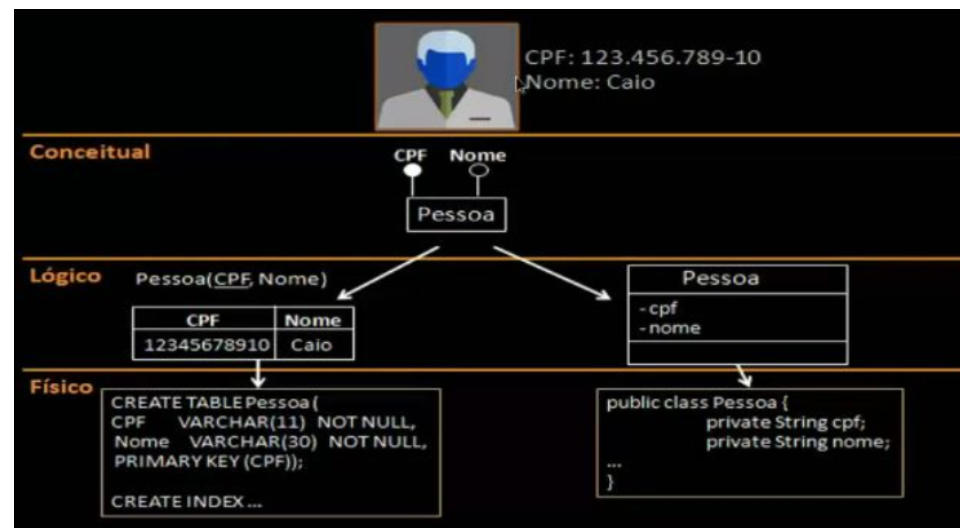 CPF: 123.456.789-10
Nome: Caio
Conceitual
CPF Nome
Pessoa
Lógico
Pessoa(CPF, Nome)
CPF Nome
12345678910 Caio
Pessoa
- cpf
- nome
Físico
CREATE TABLE Pessoa (
CPF VARCHAR(11) NOT NULL,
Nome VARCHAR(30) NOT NULL,
PRIMARY KEY (CPF));
CREATE INDEX ...
public class Pessoa {
private String cpf;
private String nome;
...
}